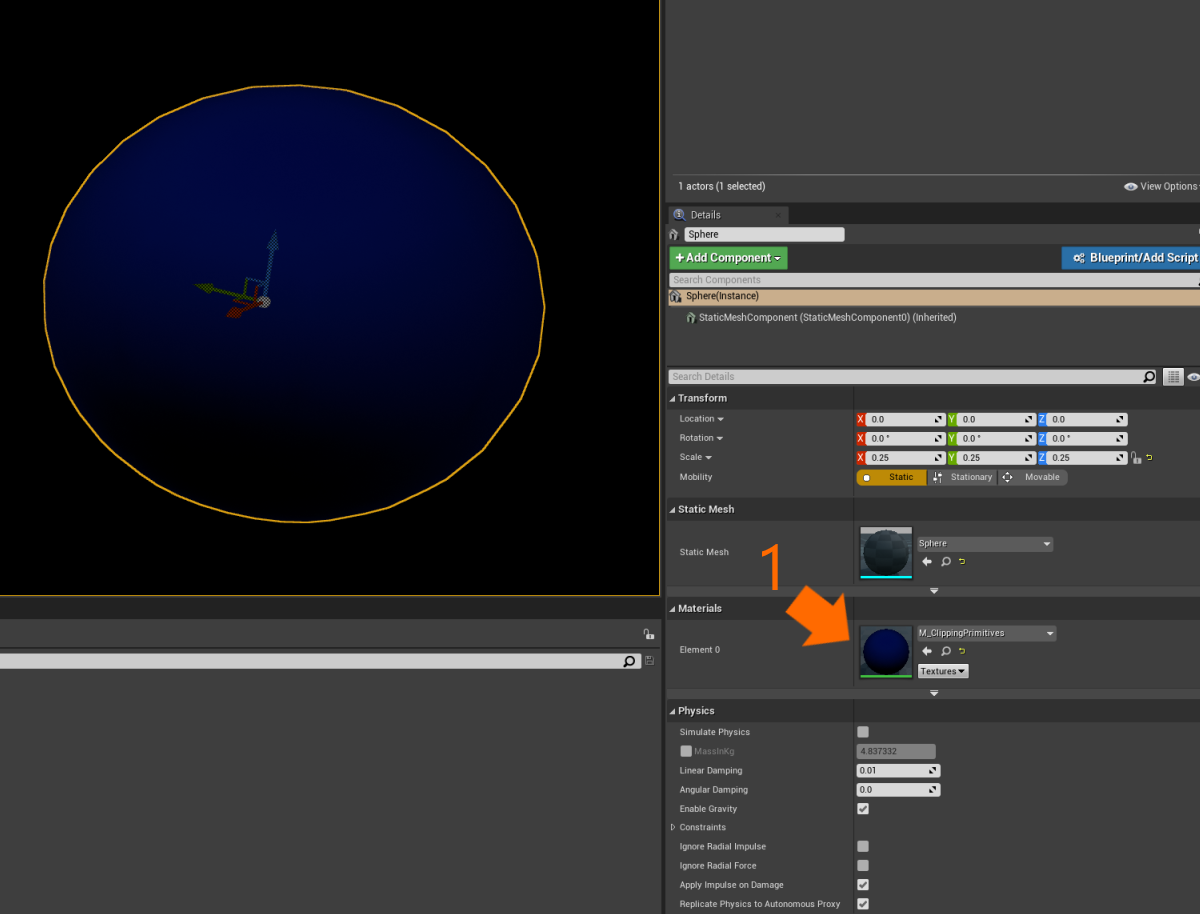 1 actors (1 selected)
View Options
Details
Sphere
+Add Component
Blueprint/Add Script
Search Components
Sphere(Instance)
StaticMeshComponent (StaticMeshComponent0) (Inherited)
Search Details
Transform
Location X 0.0 Y 0.0 Z 0.0
Rotation X 0.0 ° Y 0.0 ° Z 0.0 °
Scale X 0.25 Y 0.25 Z 0.25
Mobility Static Stationary Movable
Static Mesh
Static Mesh Sphere
1
Materials
Element 0 M_ClippingPrimitives
Textures
Physics
Simulate Physics
MassInKg 4.837332
Linear Damping 0.01
Angular Damping 0.0
Enable Gravity
Constraints
Ignore Radial Impulse
Ignore Radial Force
Apply Impulse on Damage
Replicate Physics to Autonomous Proxy